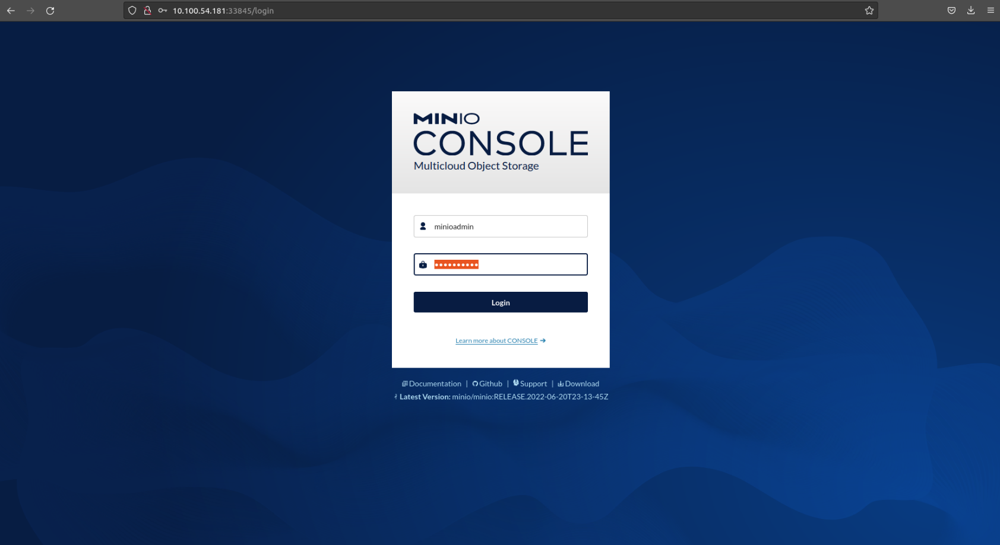 10.100.54.181:33845/login
MINIO
CONSOLE
Multicloud Object Storage
minioadmin
••••••••••
Login
Learn more about CONSOLE
Documentation | Github | Support | Download
Latest Version: minio/minio:RELEASE.2022-06-20T23-13-45Z